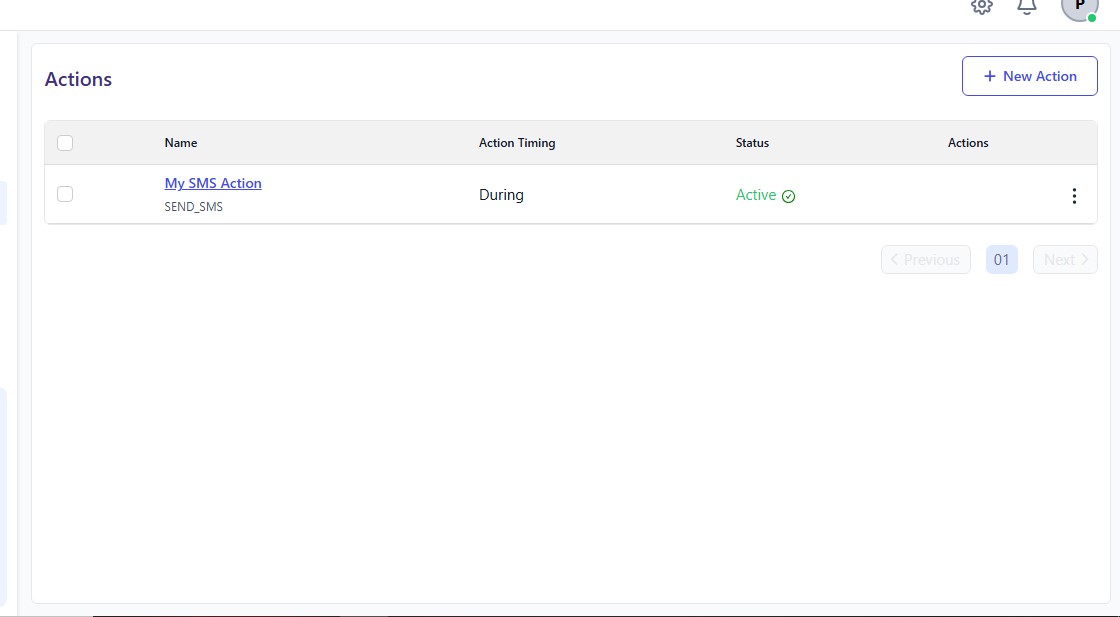 P
Actions
New Action
Name Action Timing Status Actions
My SMS Action
SEND_SMS
During
Active
Previous 01 Next